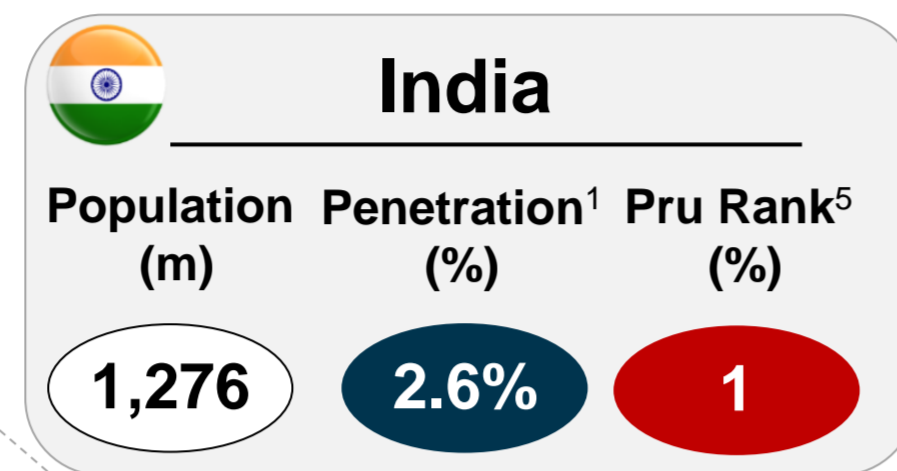 India
Population Penetration¹ Pru Rank⁵
(m) (%) (%)
1,276 2.6% 1